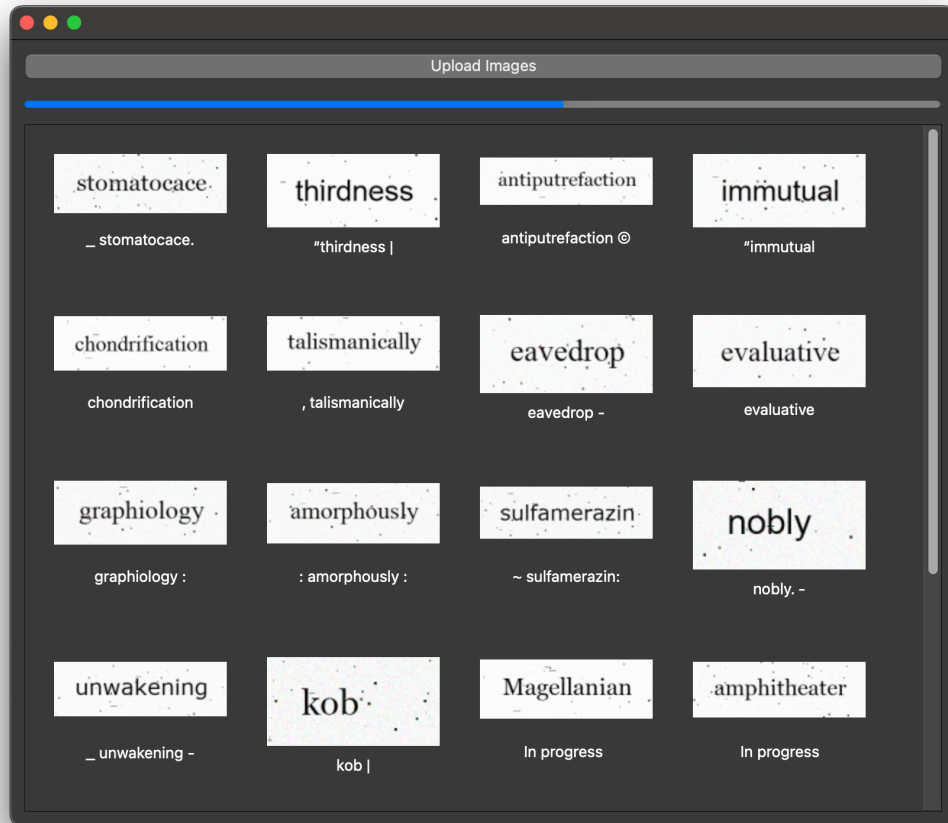 Upload Images
stomatocace thirdness antiputrefaction immutual
_ stomatocace. “thirdness | antiputrefaction © “immutual
chondrification talismanically eavedrop evaluative
chondrification , talismanically eavedrop - evaluative
graphiology amorphously sulfamerazin nobly
graphiology : : amorphously : ~ sulfamerazin: nobly. -
unwakening kob Magellanian amphitheater
_ unwakening - kob | In progress In progress